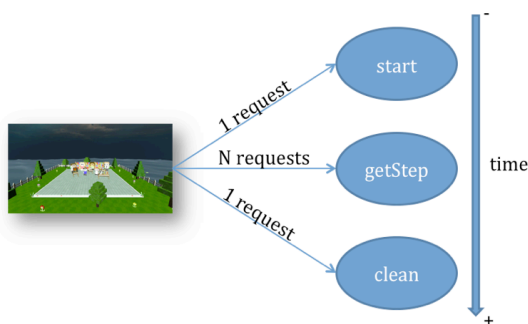 -
start
1 request
N requests
getStep
time
1 request
clean
+